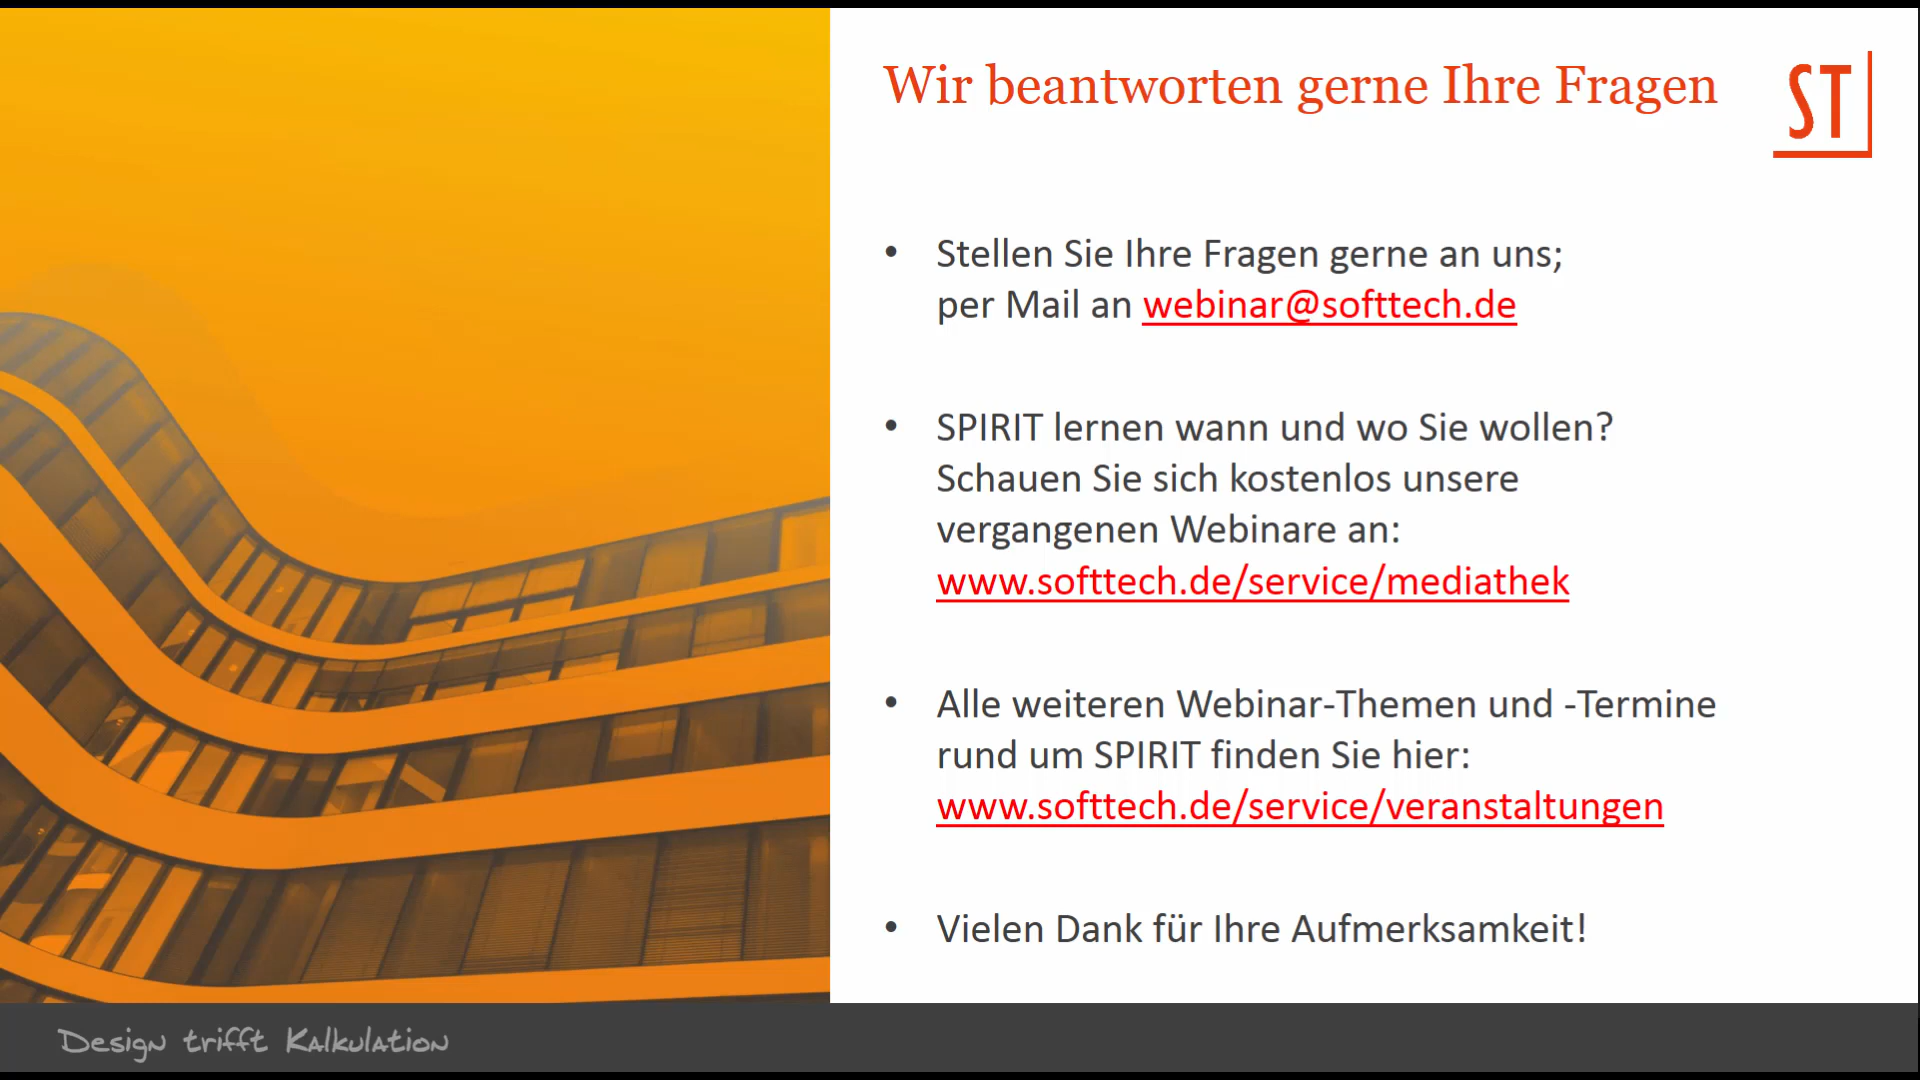 Wir beantworten gerne Ihre Fragen
ST
• Stellen Sie Ihre Fragen gerne an uns;
per Mail an webinar@softtech.de
• SPIRIT lernen wann und wo Sie wollen?
Schauen Sie sich kostenlos unsere
vergangenen Webinare an:
www.softtech.de/service/mediathek
• Alle weiteren Webinar-Themen und -Termine
rund um SPIRIT finden Sie hier:
www.softtech.de/service/veranstaltungen
• Vielen Dank für Ihre Aufmerksamkeit!
Design trifft Kalkulation